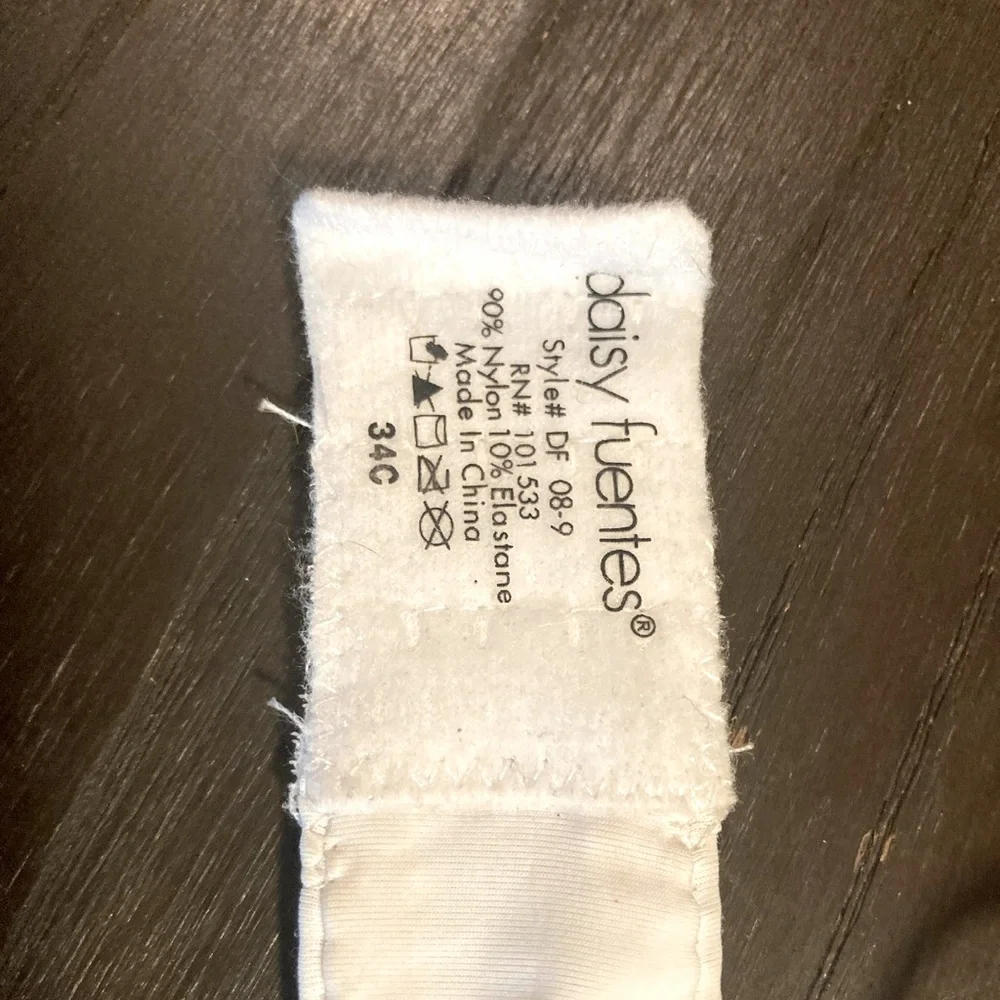 daisy fuentes®
Style# DF 08-9
RN# 101533
90% Nylon 10% Elastane
Made In China
34C